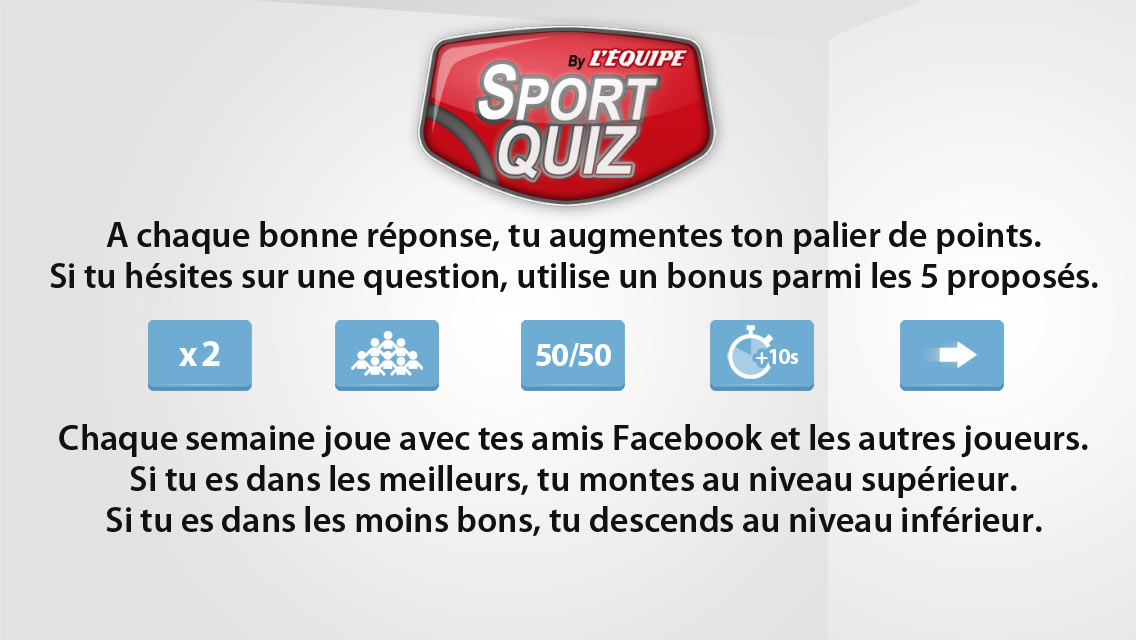 By L'ÉQUIPE
SPORT
QUIZ
A chaque bonne réponse, tu augmentes ton palier de points.
Si tu hésites sur une question, utilise un bonus parmi les 5 proposés.
x 2
50/50
+10s
Chaque semaine joue avec tes amis Facebook et les autres joueurs.
Si tu es dans les meilleurs, tu montes au niveau supérieur.
Si tu es dans les moins bons, tu descends au niveau inférieur.